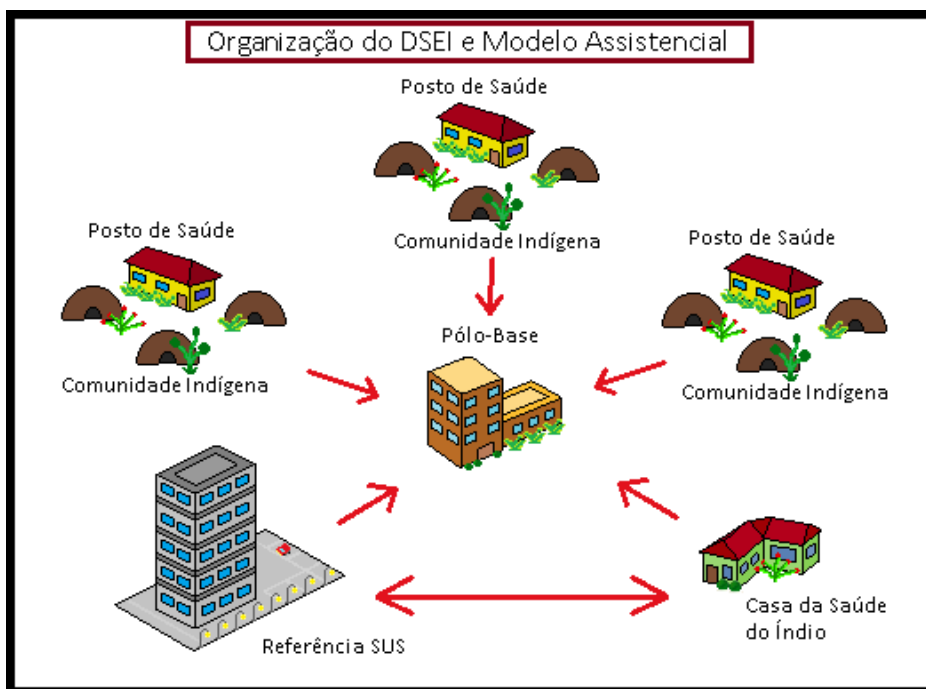 Organização do DSEI e Modelo Assistencial
Posto de Saúde
Comunidade Indígena
Posto de Saúde
Comunidade Indígena
Posto de Saúde
Comunidade Indígena
Pólo-Base
Referência SUS
Casa da Saúde
do Índio